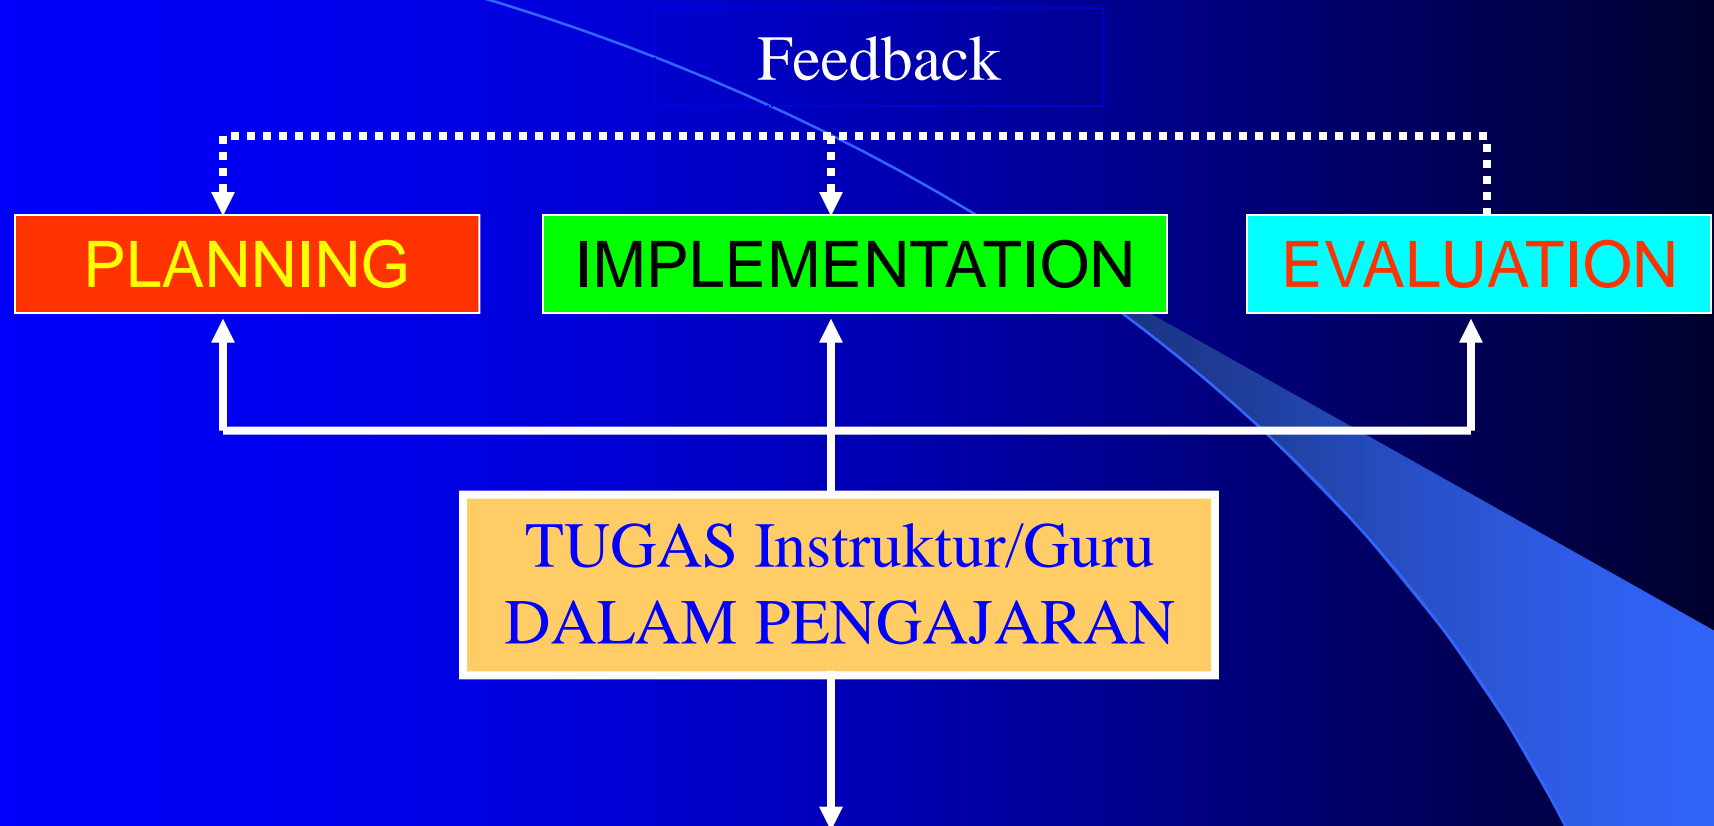 Feedback
PLANNING
IMPLEMENTATION
EVALUATION
TUGAS Instruktur/Guru
DALAM PENGAJARAN